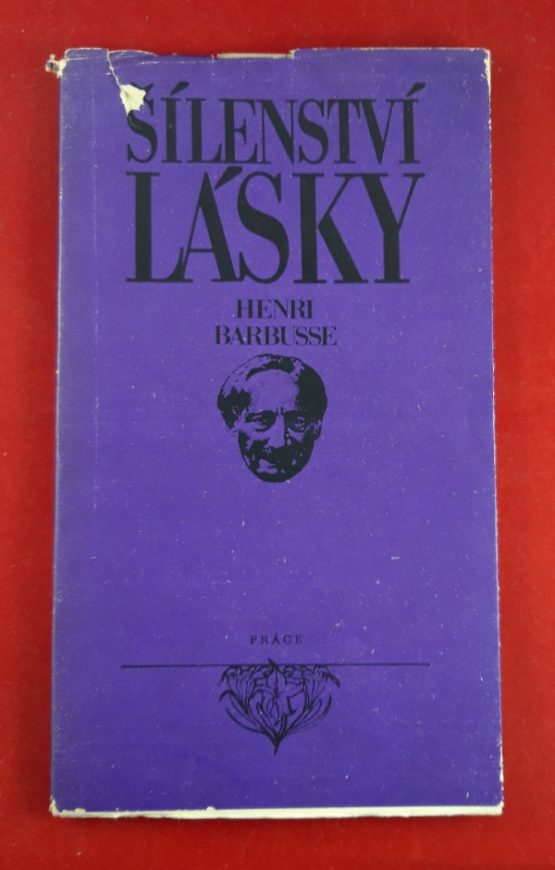 ŠÍLENSTVÍ
LÁSKY
HENRI
BARBUSSE
PRÁCE